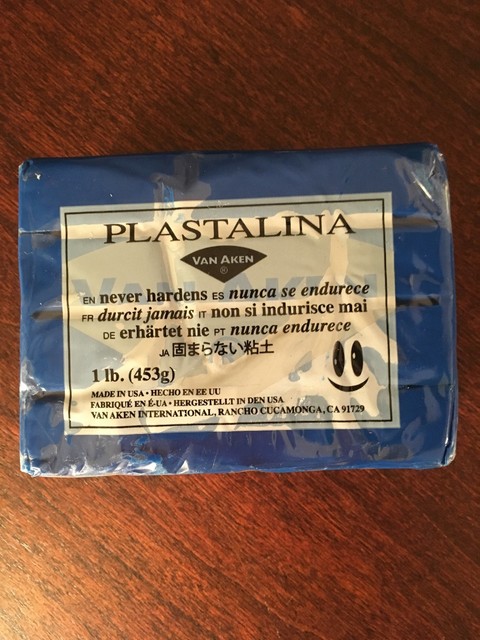 PLASTALINA
VAN AKEN
®
EN never hardens ES nunca se endurece
FR durcit jamais IT non si indurisce mai
DE erhärtet nie PT nunca endurece
JA 固まらない粘土
1 lb. (453g)
MADE IN USA • HECHO EN EE UU
FABRIQUÉ EN É-UA • HERGESTELLT IN DEN USA
VAN AKEN INTERNATIONAL, RANCHO CUCAMONGA, CA 91729